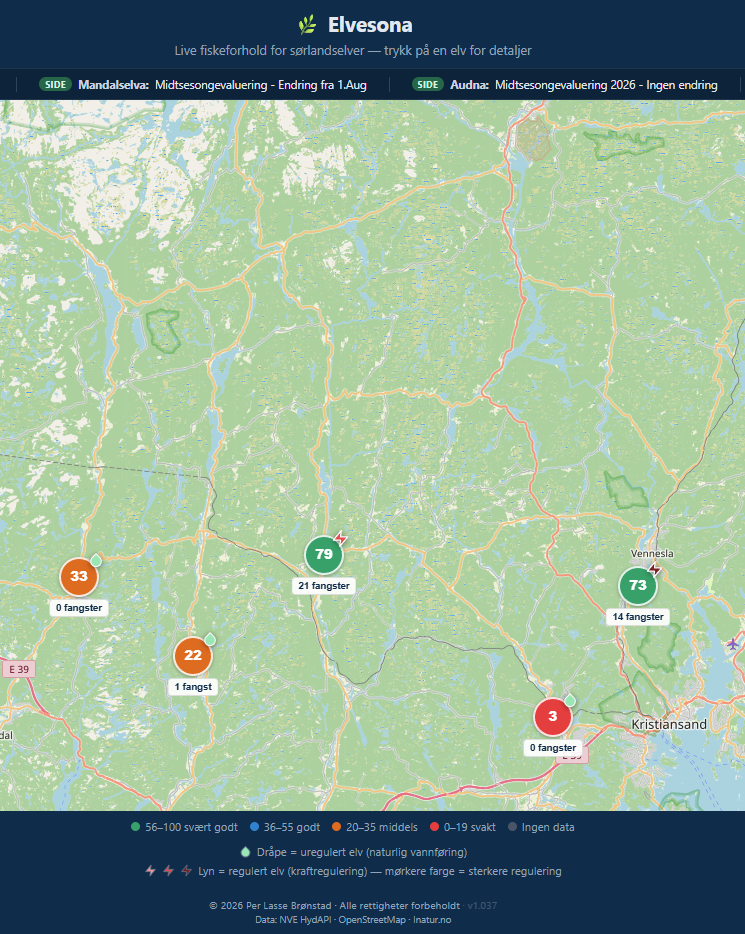 Elvesona
Live fiskeforhold for sørlandselver — trykk på en elv for detaljer
SIDE Mandalselva: Midtsesongevaluering - Endring fra 1.Aug SIDE Audna: Midtsesongevaluering 2026 - Ingen endring
79
21 fangster
Vennesla
33
0 fangster
73
14 fangster
22
1 fangst
E 39
3
0 fangster
Kristiansand
dal
56–100 svært godt 36–55 godt 20–35 middels 0–19 svakt Ingen data
Dråpe = uregulert elv (naturlig vannføring)
Lyn = regulert elv (kraftregulering) — mørkere farge = sterkere regulering
© 2026 Per Lasse Brønstad · Alle rettigheter forbeholdt · v1.037
Data: NVE HydAPI · OpenStreetMap · Inatur.no